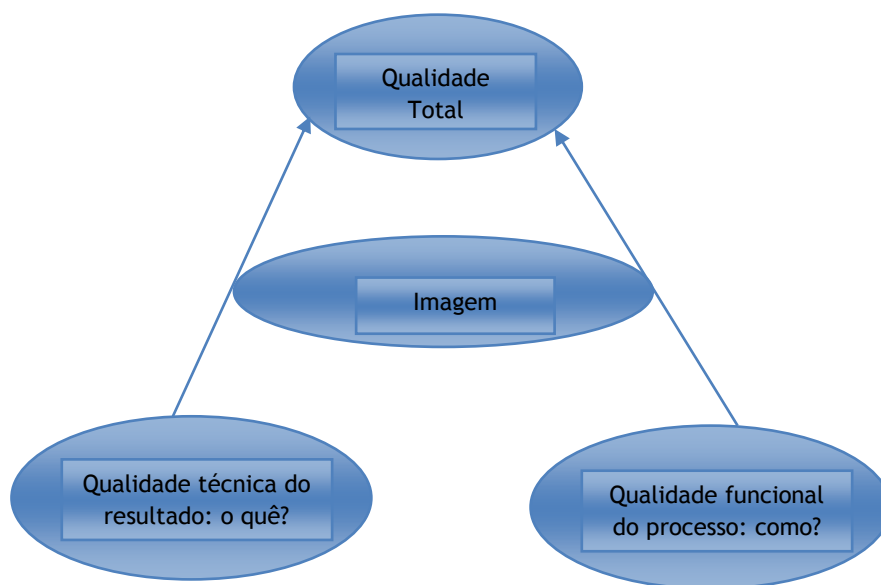 Qualidade
Total
Imagem
Qualidade técnica do
resultado: o quê?
Qualidade funcional
do processo: como?